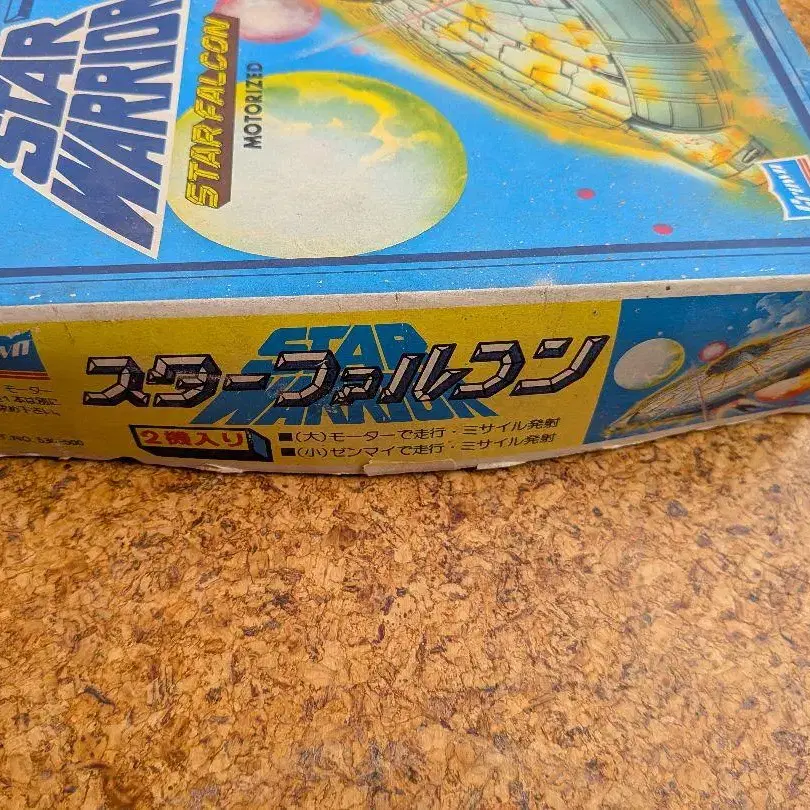 STAR
WARRIOR
STAR FALCON
MOTORIZED
Crown
STAR
WARRIOR
スターファルコン
2機入り
■(大)モーターで走行・ミサイル発射
■(小)ゼンマイで走行・ミサイル発射
モーター